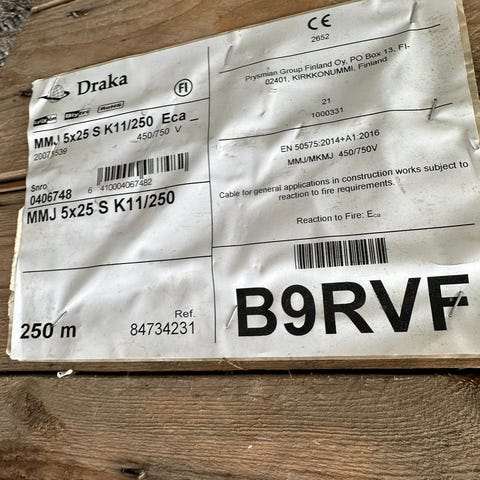 Draka
FI
RoHS
MMJ 5x25 S K11/250 Eca_
20075539
450/750 V
Snro
0406748
6 410004067482
MMJ 5x25 S K11/250
250 m
Ref.
84734231
CE
2652
Prysmian Group Finland Oy, PO Box 13, FI-
02401, KIRKKONUMMI, Finland
21
1000331
EN 50575:2014+A1:2016
MMJ/MKMJ 450/750V
Cable for general applications in construction works subject to
reaction to fire requirements.
Reaction to Fire: Eca
B9RVF